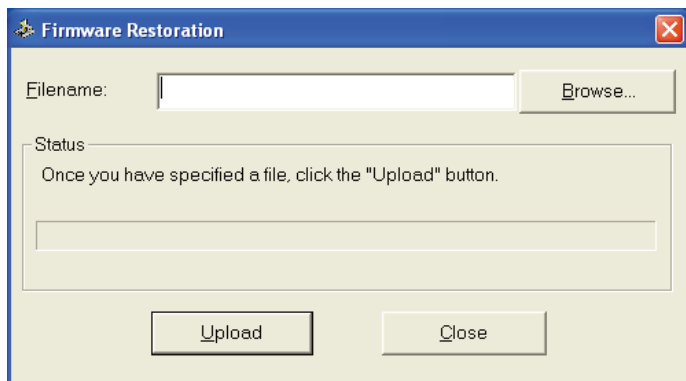 Firmware Restoration
Filename:
Browse...
Status
Once you have specified a file, click the "Upload" button.
Upload
Close